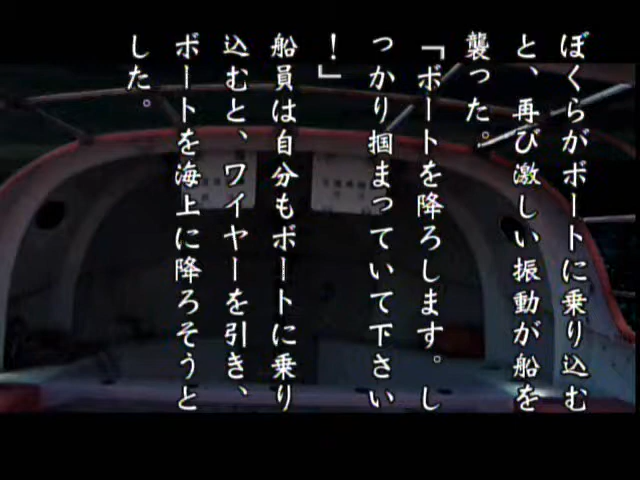 ぼくらがボートに乗り込む
と、再び激しい振動が船を
襲った。
「ボートを降ろします。し
っかり掴まっていて下さい
！」
船員は自分もボートに乗り
込むと、ワイヤーを引き、
ボートを海上に降ろそうと
した。